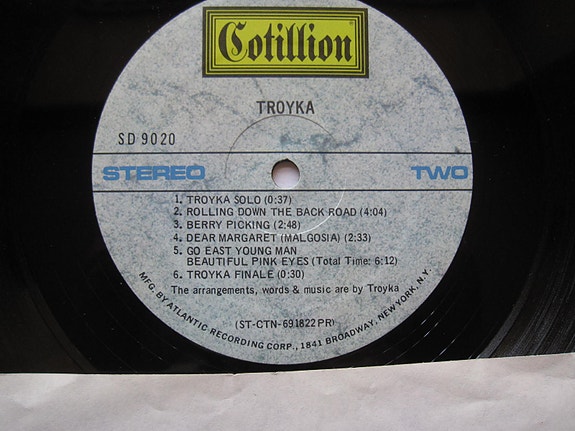 Cotillion
TROYKA
SD 9020
STEREO TWO
1. TROYKA SOLO (0:37)
2. ROLLING DOWN THE BACK ROAD (4:04)
3. BERRY PICKING (2:48)
4. DEAR MARGARET (MALGOSIA) (2:33)
5. GO EAST YOUNG MAN
BEAUTIFUL PINK EYES (Total Time: 6:12)
6. TROYKA FINALE (0:30)
The arrangements, words & music are by Troyka
(ST-CTN-691822 PR)
MFG. BY ATLANTIC RECORDING CORP., 1841 BROADWAY, NEW YORK, N.Y.